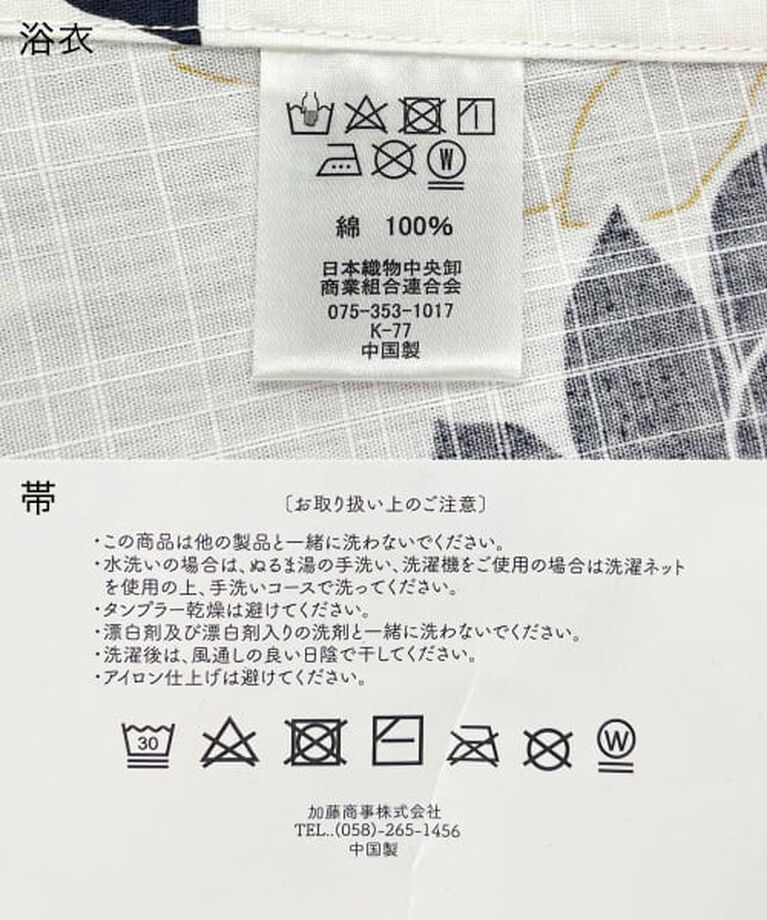 浴衣
W
綿 100%
日本織物中央卸
商業組合連合会
075-353-1017
K-77
中国製
帯
〔お取り扱い上のご注意〕
・この商品は他の製品と一緒に洗わないでください。
・水洗いの場合は、ぬるま湯の手洗い、洗濯機をご使用の場合は洗濯ネット
を使用の上、手洗いコースで洗ってください。
・タンブラー乾燥は避けてください。
・漂白剤及び漂白剤入りの洗剤と一緒に洗わないでください。
・洗濯後は、風通しの良い日陰で干してください。
・アイロン仕上げは避けてください。
30 W
加藤商事株式会社
TEL..(058)-265-1456
中国製